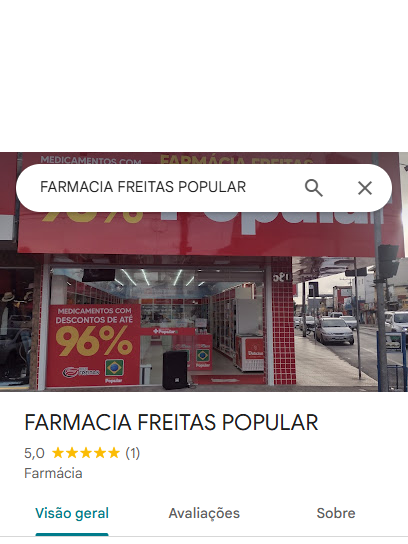 MEDICAMENTOS COM
FARMÁCIA FREITAS
FARMACIA FREITAS POPULAR
Popular
MEDICAMENTOS COM
DESCONTOS DE ATÉ
96%
Popular
FARMACIA FREITAS POPULAR
5,0 ★★★★★ (1)
Farmácia
Visão geral
Avaliações
Sobre